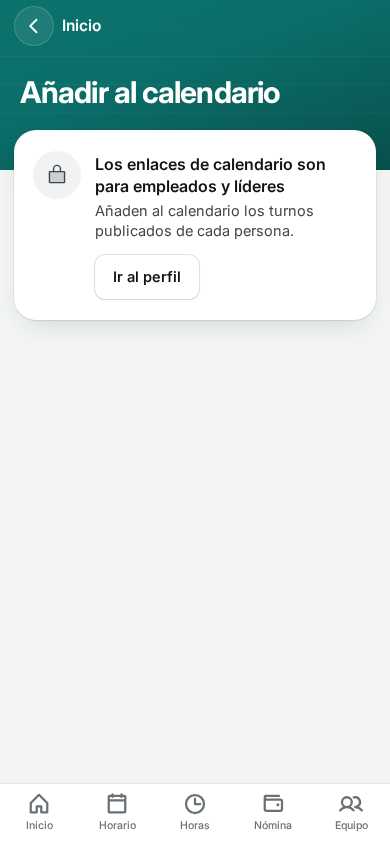 Inicio
Añadir al calendario
Los enlaces de calendario son
para empleados y líderes
Añaden al calendario los turnos
publicados de cada persona.
Ir al perfil
Inicio
Horario
Horas
Nómina
Equipo